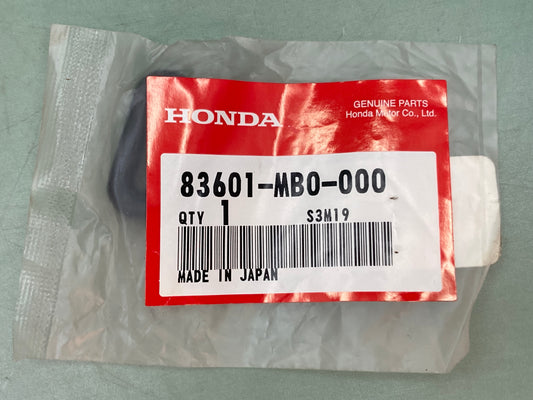 HONDA
GENUINE PARTS
Honda Motor Co., Ltd.
83601-MB0-000
QTY 1 S3M19
MADE IN JAPAN